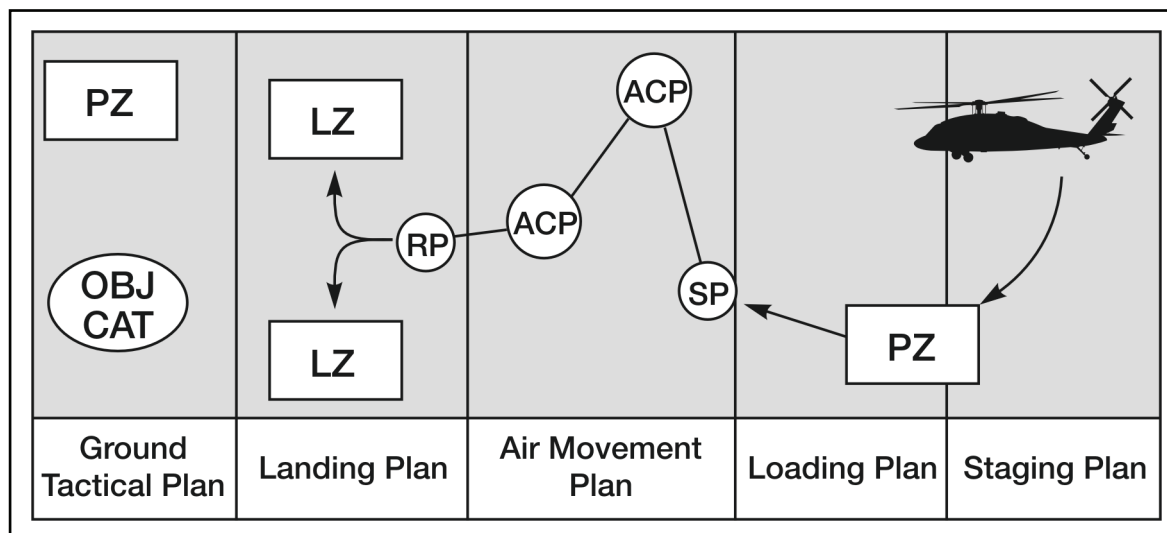 PZ
OBJ
CAT
LZ
LZ
RP
ACP
ACP
SP
PZ
Ground
Tactical Plan
Landing Plan
Air Movement
Plan
Loading Plan
Staging Plan